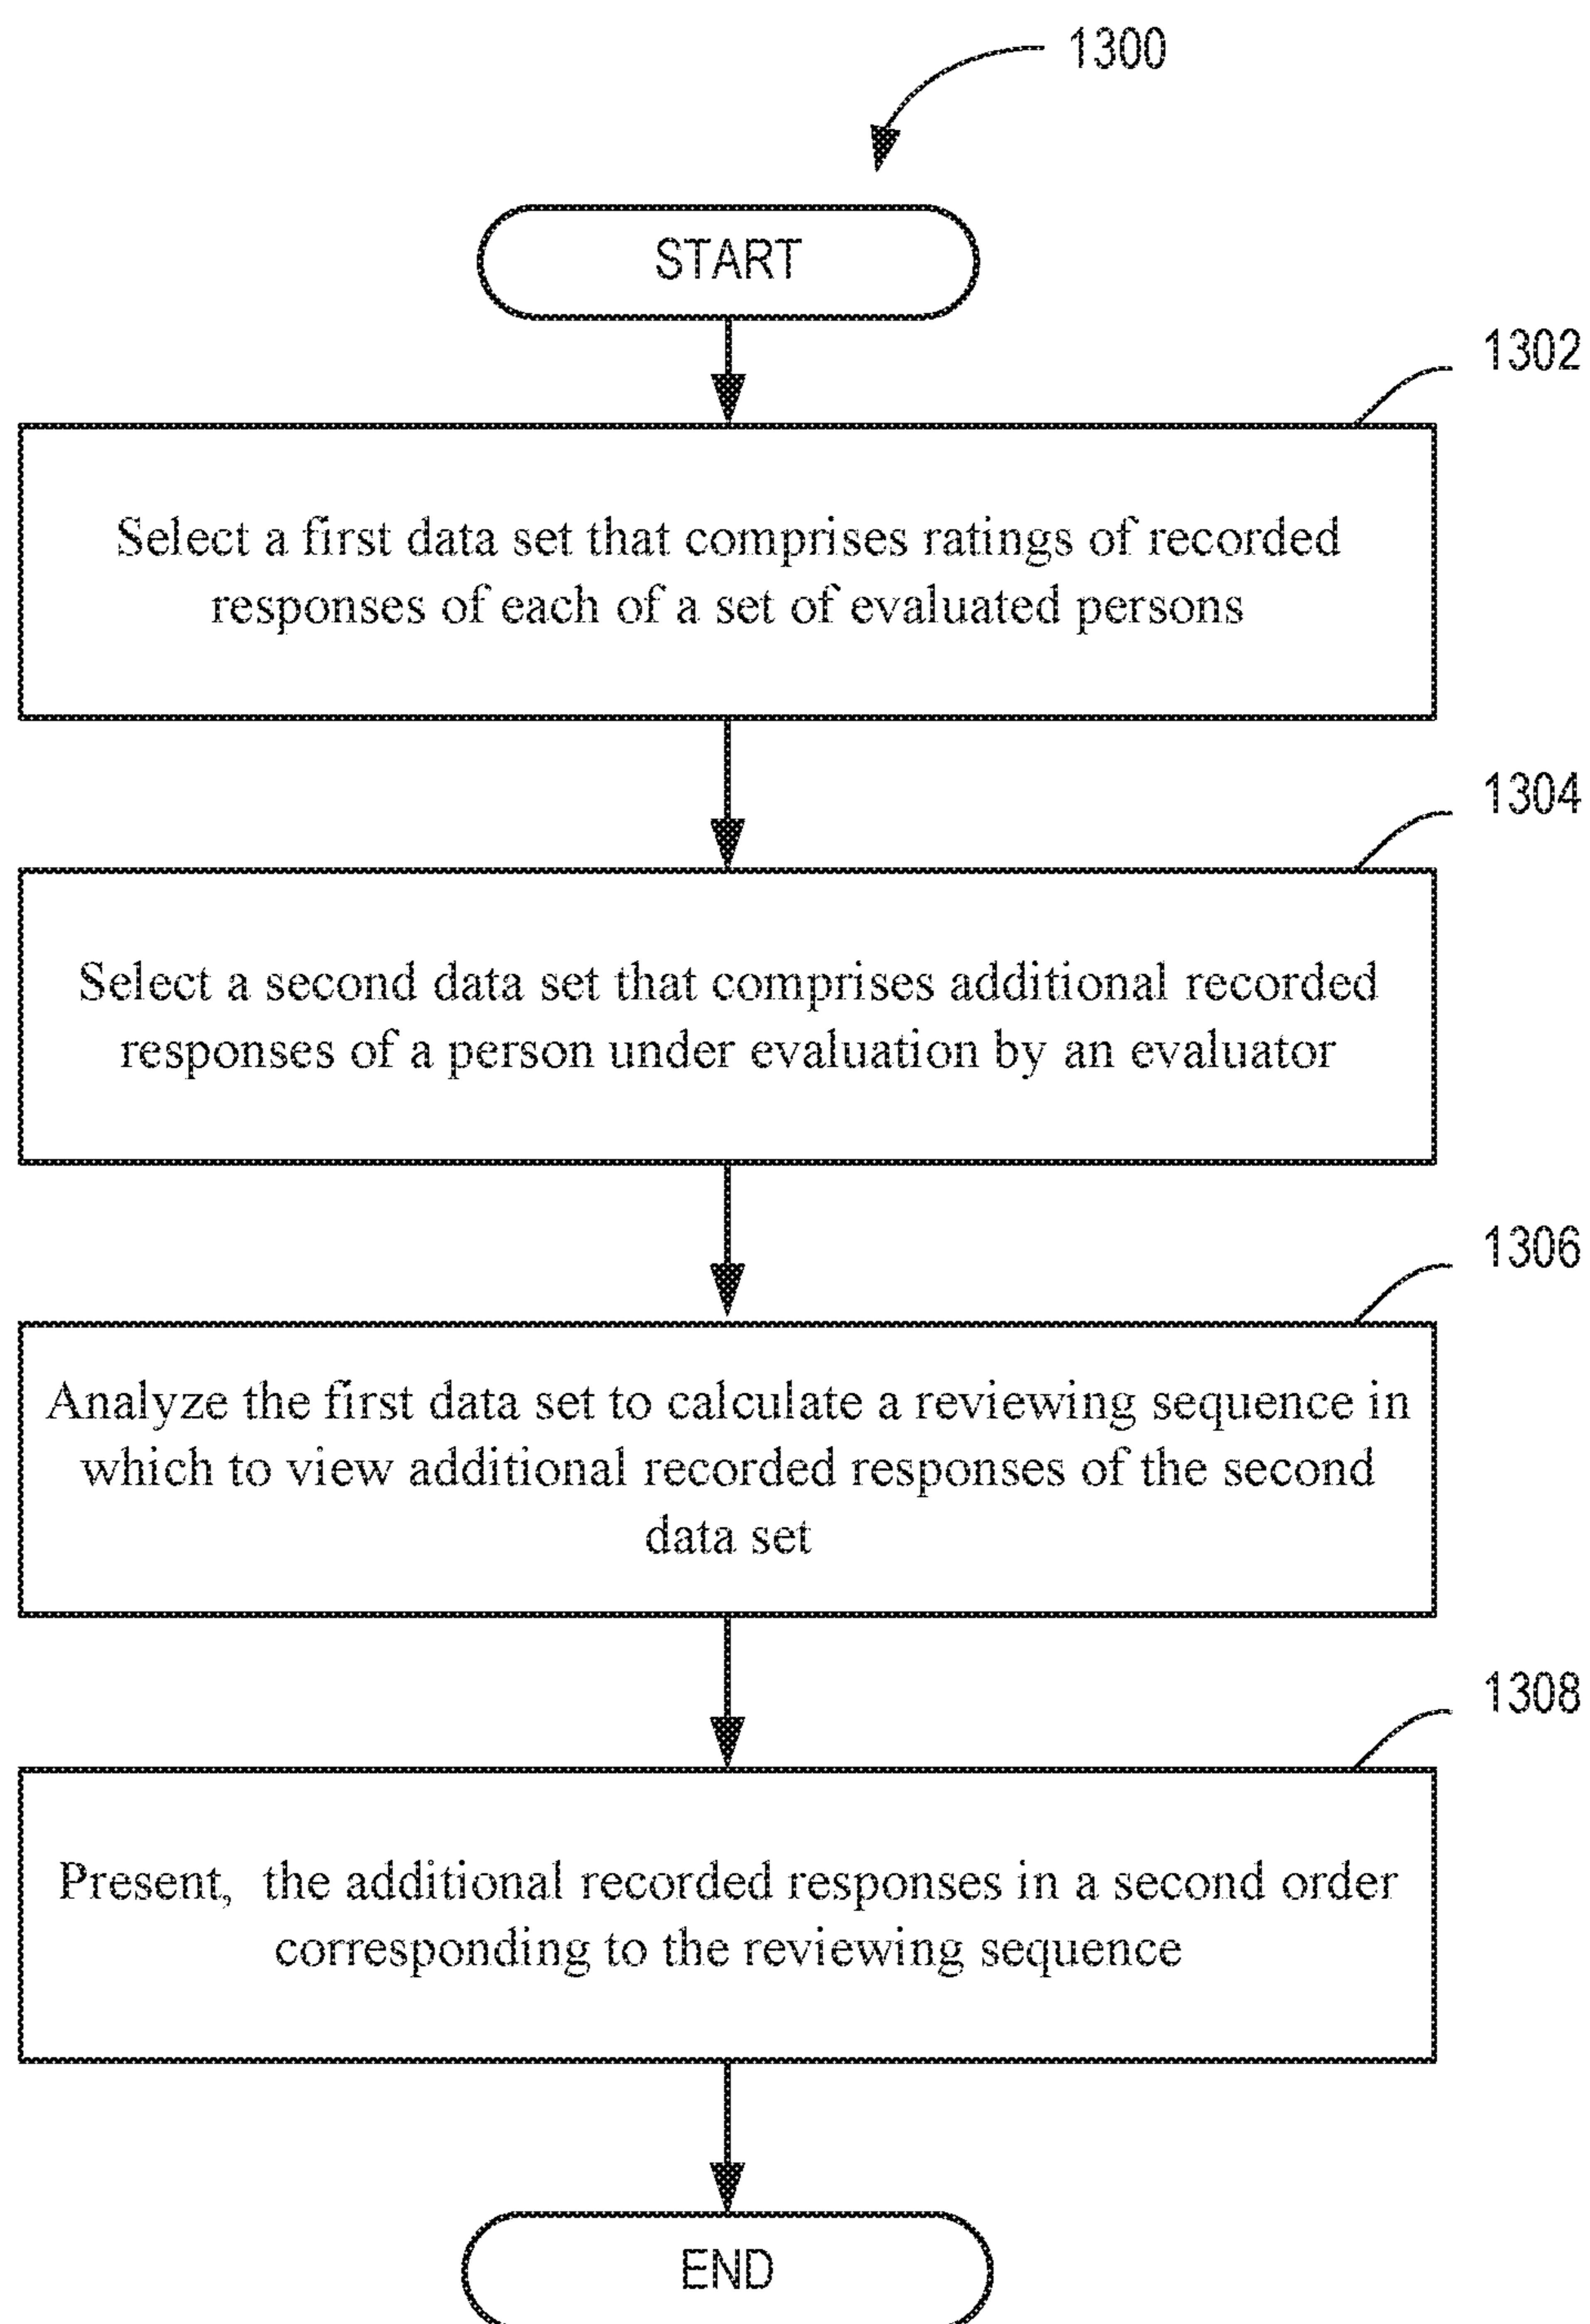 1300
START
1302
Select a first data set that comprises ratings of recorded
responses of each of a set of evaluated persons
1304
Select a second data set that comprises additional recorded
responses of a person under evaluation by an evaluator
1306
Analyze the first data set to calculate a reviewing sequence in
which to view additional recorded responses of the second
data set
1308
Present,  the additional recorded responses in a second order
corresponding to the reviewing sequence
END